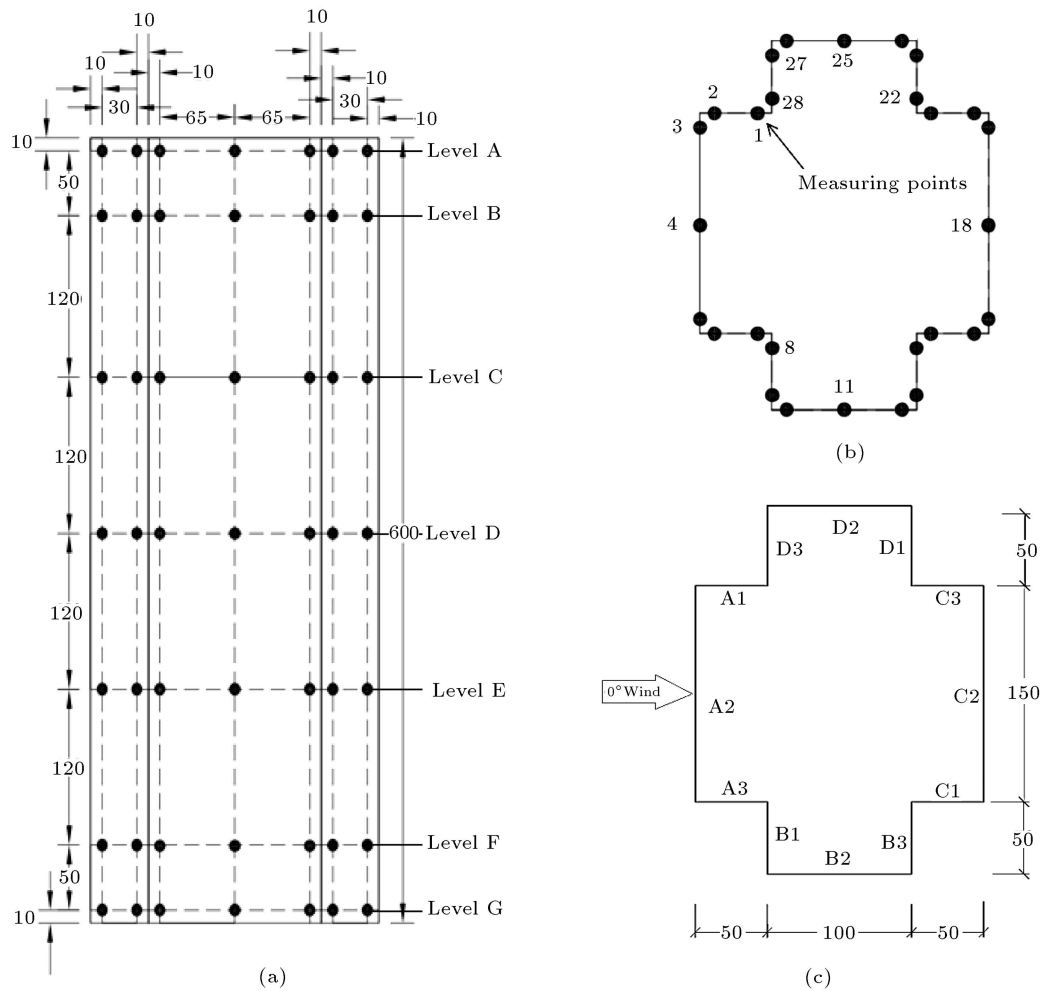 10
10
10
10
10
10
30
30
65
65
10
10
Level A
50
Level B
120
Level C
120
600
Level D
120
Level E
120
Level F
50
Level G
10
(a)
27
25
2
28
22
3
1
Measuring points
4
18
8
11
(b)
D2
D3
D1
50
A1
C3
0°Wind
A2
C2
150
A3
C1
B1
B3
50
B2
50
100
50
(c)